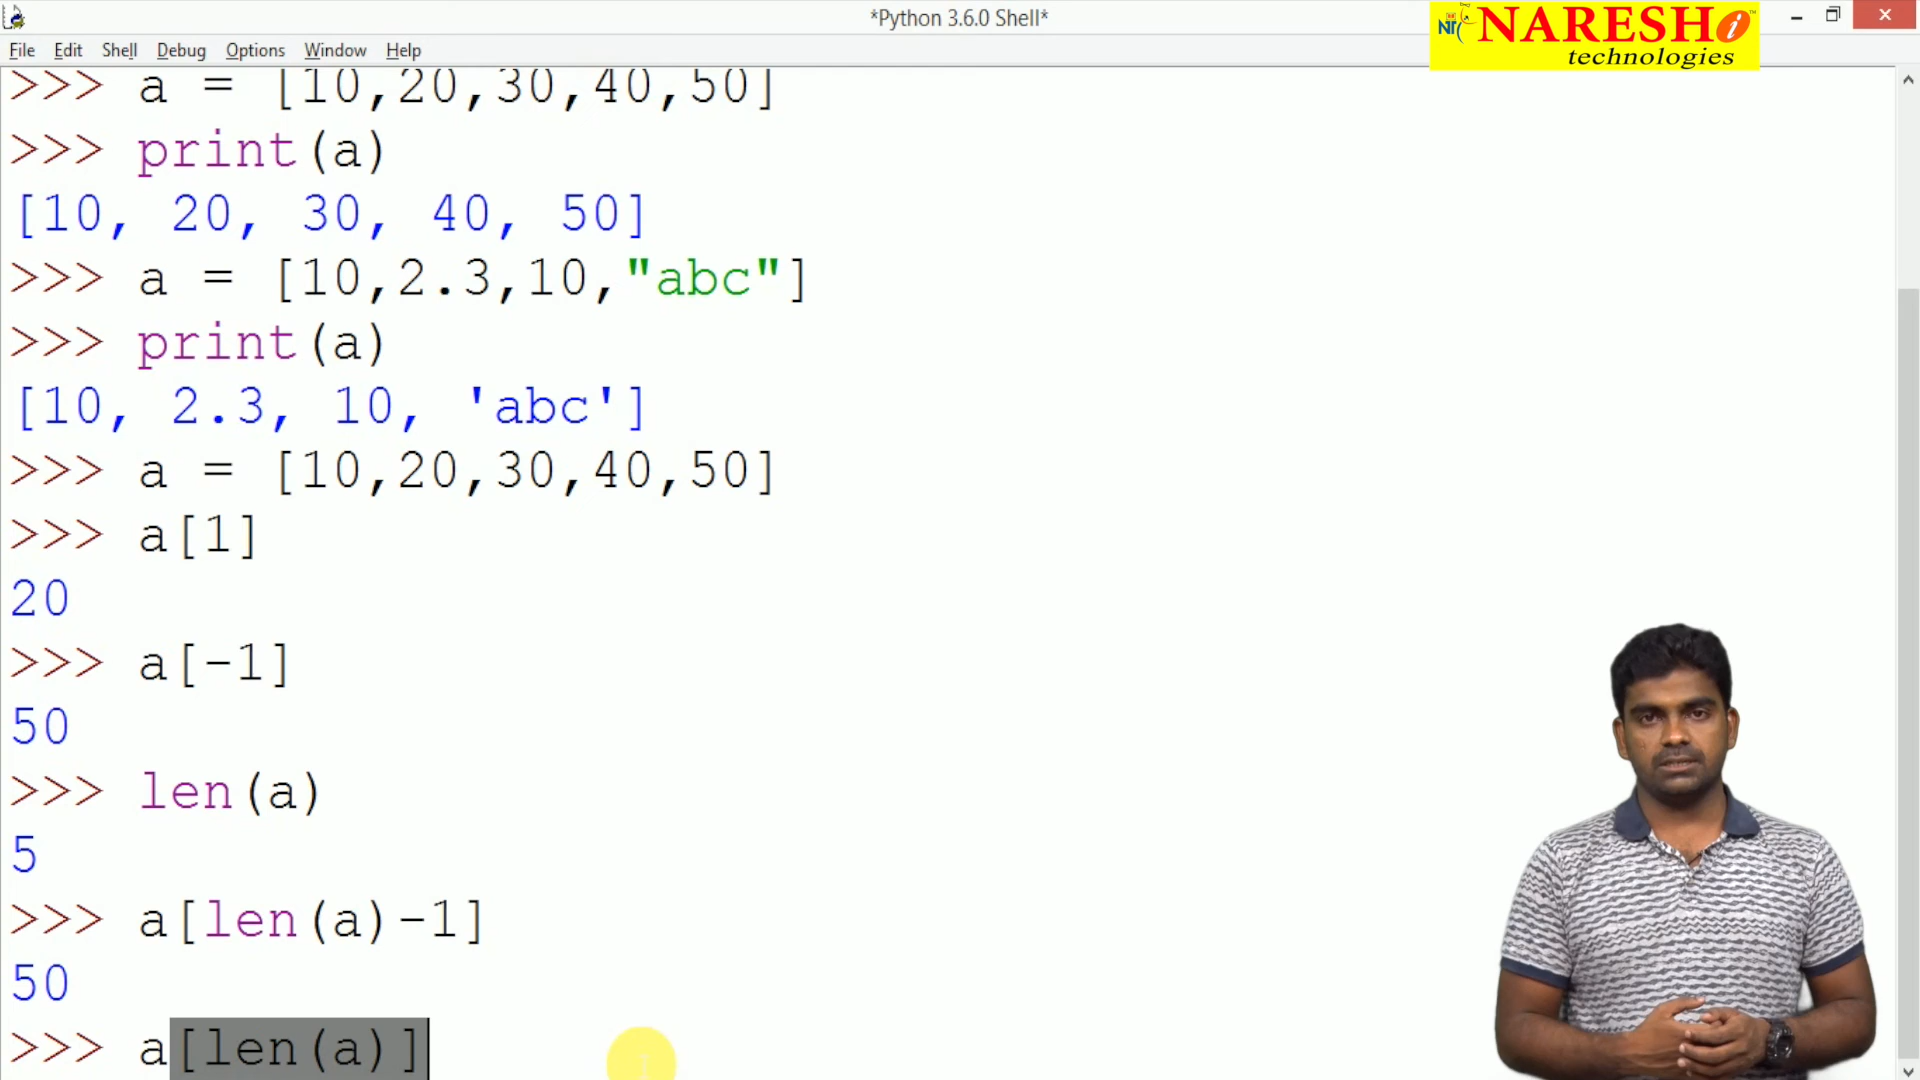 *Python 3.6.0 Shell*
NT NARESH i
technologies
File Edit Shell Debug Options Window Help
>>> a = [10,20,30,40,50]
>>> print(a)
[10, 20, 30, 40, 50]
>>> a = [10,2.3,10,"abc"]
>>> print(a)
[10, 2.3, 10, 'abc']
>>> a = [10,20,30,40,50]
>>> a[1]
20
>>> a[-1]
50
>>> len(a)
5
>>> a[len(a)-1]
50
>>> a[len(a)]